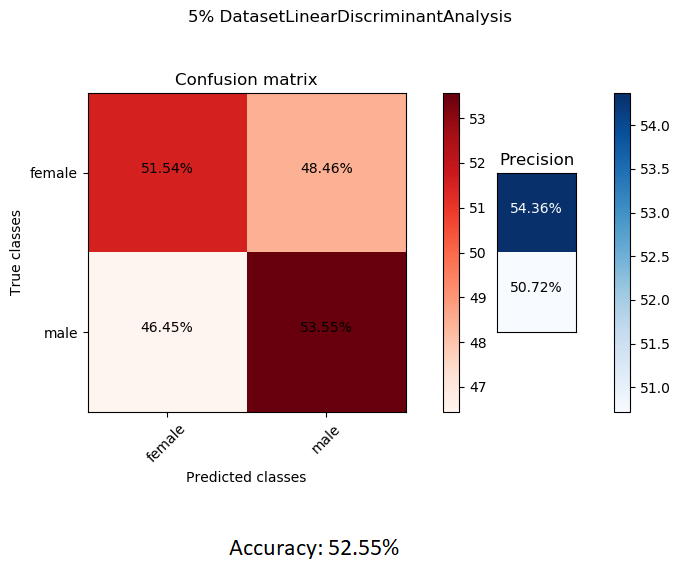 5% DatasetLinearDiscriminantAnalysis
Confusion matrix
True classes
female
male
51.54%
48.46%
46.45%
53.55%
female
male
Predicted classes
53
52
51
50
49
48
47
Precision
54.36%
50.72%
54.0
53.5
53.0
52.5
52.0
51.5
51.0
Accuracy: 52.55%